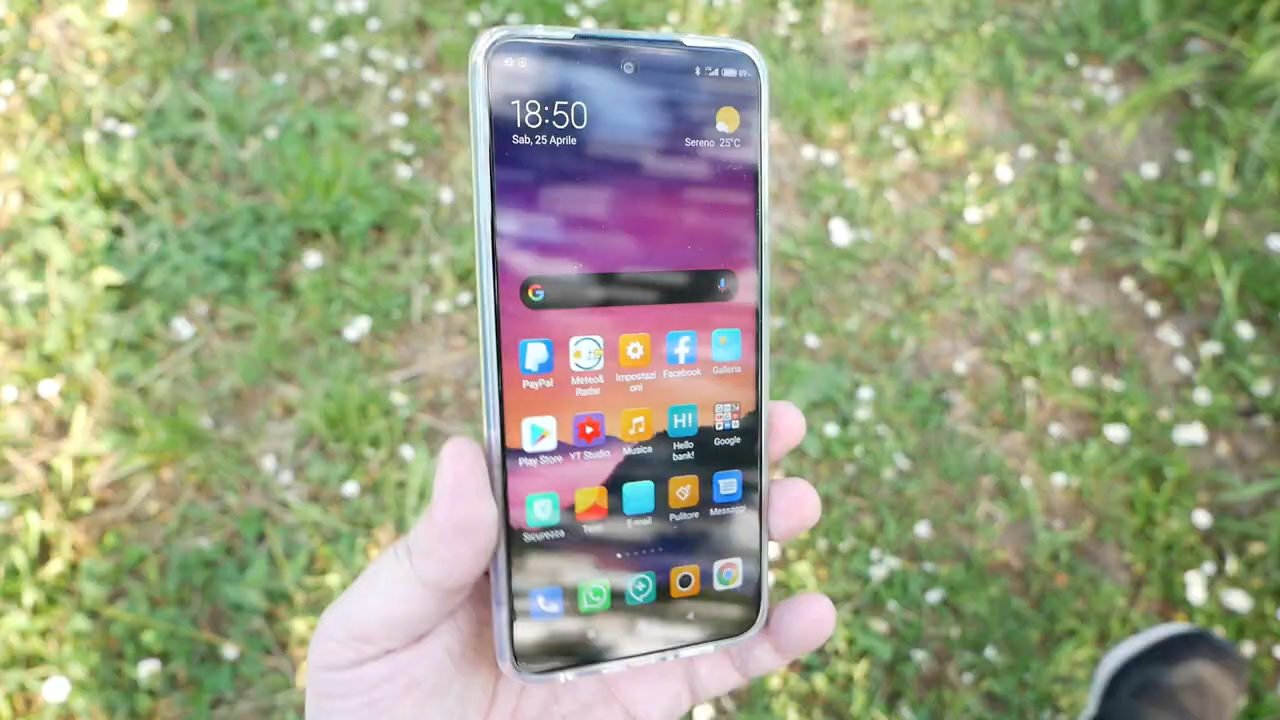 18:50
Sab, 25 Aprile
Sereno 25°C
PayPal
Meteo&
Radar
Impostazi
oni
Facebook
Galleria
Play Store
YT Studio
Musica
H!
Hello
bank!
Google
Sicurezza
Temi
E-mail
Pulitore
Messaggi